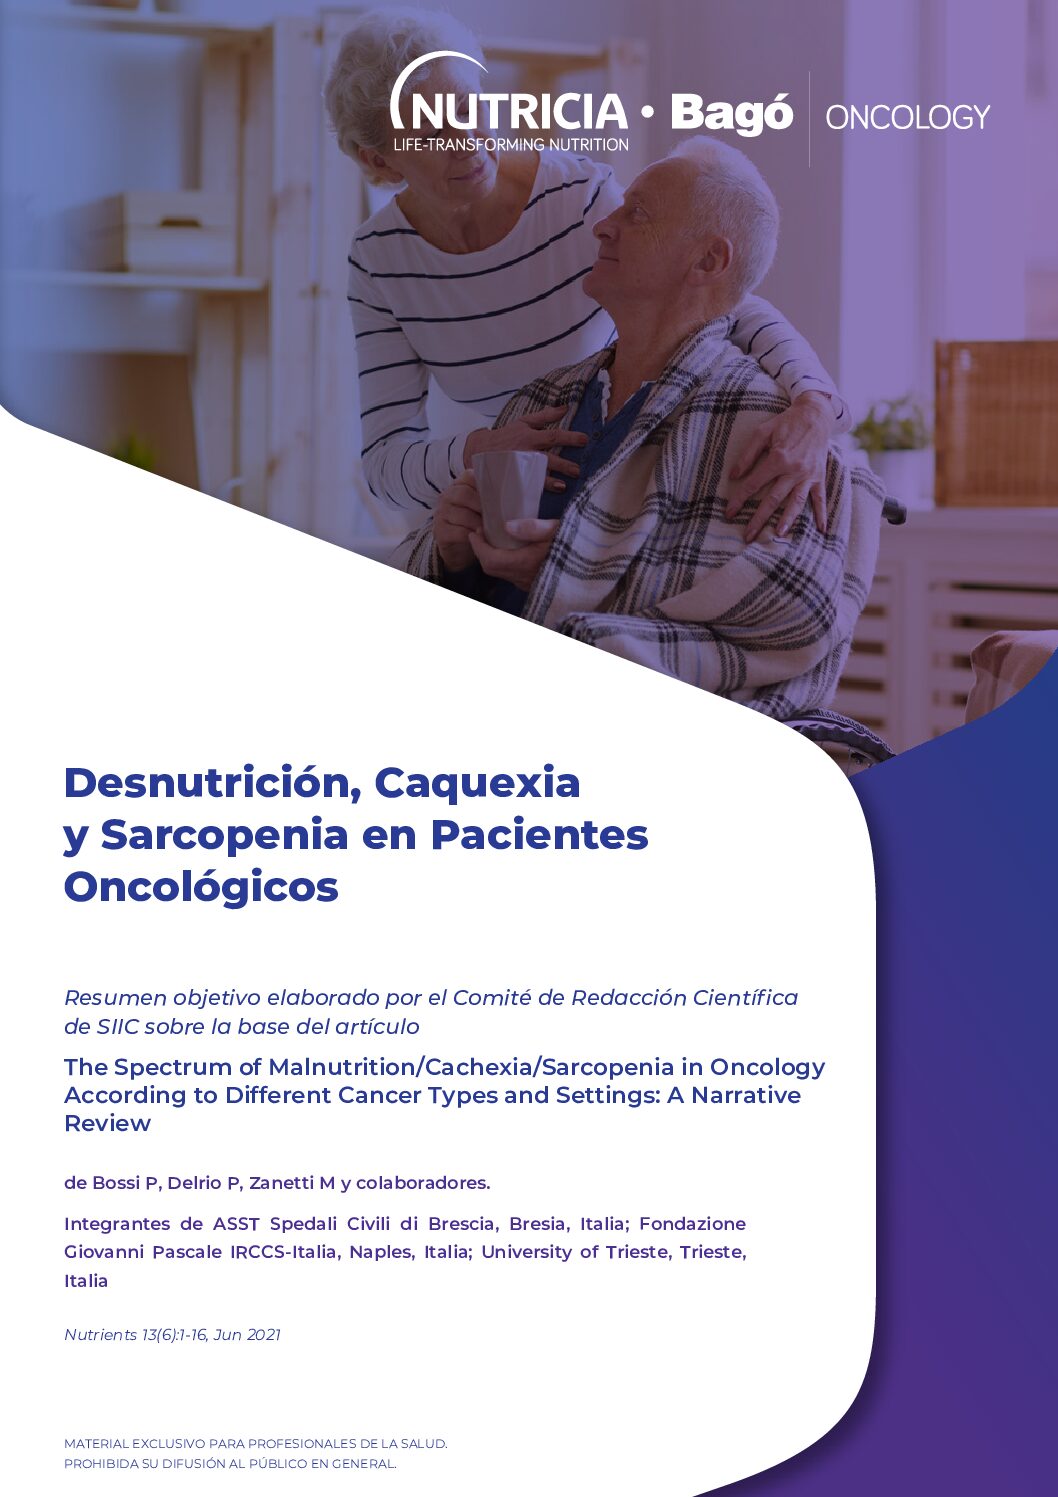 NUTRICIA • Bagó ONCOLOGY
LIFE-TRANSFORMING NUTRITION
Desnutrición, Caquexia
y Sarcopenia en Pacientes
Oncológicos
Resumen objetivo elaborado por el Comité de Redacción Científica
de SIIC sobre la base del artículo
The Spectrum of Malnutrition/Cachexia/Sarcopenia in Oncology
According to Different Cancer Types and Settings: A Narrative
Review
de Bossi P, Delrio P, Zanetti M y colaboradores.
Integrantes de ASST Spedali Civili di Brescia, Bresia, Italia; Fondazione
Giovanni Pascale IRCCS-Italia, Naples, Italia; University of Trieste, Trieste,
Italia
Nutrients 13(6):1-16, Jun 2021
MATERIAL EXCLUSIVO PARA PROFESIONALES DE LA SALUD.
PROHIBIDA SU DIFUSIÓN AL PÚBLICO EN GENERAL.